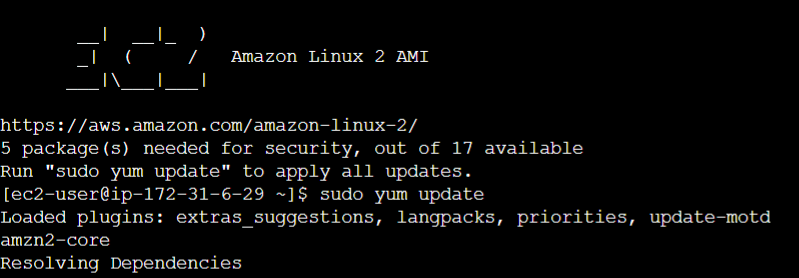 __|  __|_  )
_|  (     /   Amazon Linux 2 AMI
___|\___|___|
https://aws.amazon.com/amazon-linux-2/
5 package(s) needed for security, out of 17 available
Run "sudo yum update" to apply all updates.
[ec2-user@ip-172-31-6-29 ~]$ sudo yum update
Loaded plugins: extras_suggestions, langpacks, priorities, update-motd
amzn2-core
Resolving Dependencies